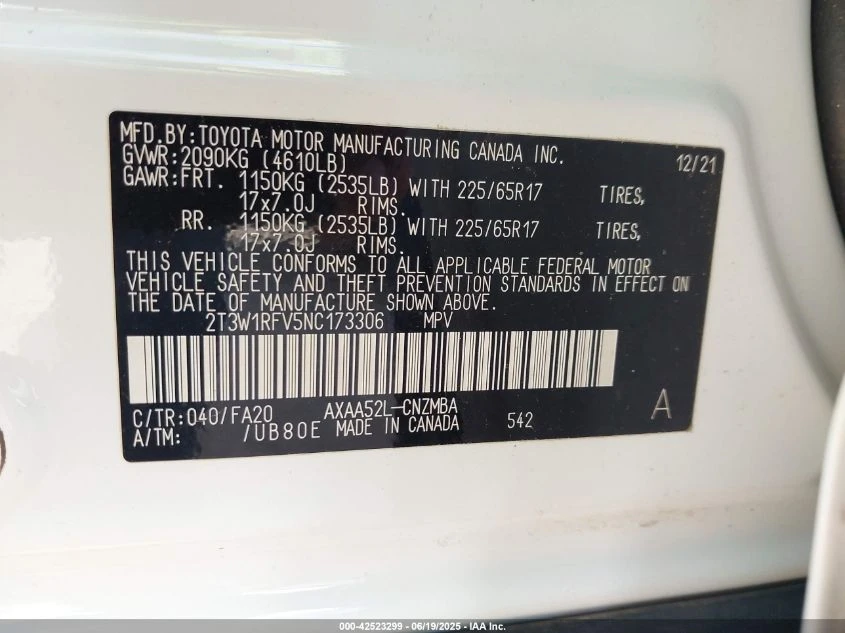 MFD.BY:TOYOTA MOTOR MANUFACTURING CANADA INC. 12/21
GVWR:2090KG (4610LB)
GAWR:FRT. 1150KG (2535LB) WITH 225/65R17 TIRES,
17x7.0J RIMS.
RR. 1150KG (2535LB) WITH 225/65R17 TIRES,
17x7.0J RIMS.
THIS VEHICLE CONFORMS TO ALL APPLICABLE FEDERAL MOTOR
VEHICLE SAFETY AND THEFT PREVENTION STANDARDS IN EFFECT ON
THE DATE OF MANUFACTURE SHOWN ABOVE.
2T3W1RFV5NC173306 MPV
C/TR:040/FA20 AXAA52L-CNZMBA A
A/TM: /UB80E MADE IN CANADA 542
000-42523299 - 06/19/2025 - IAA Inc.